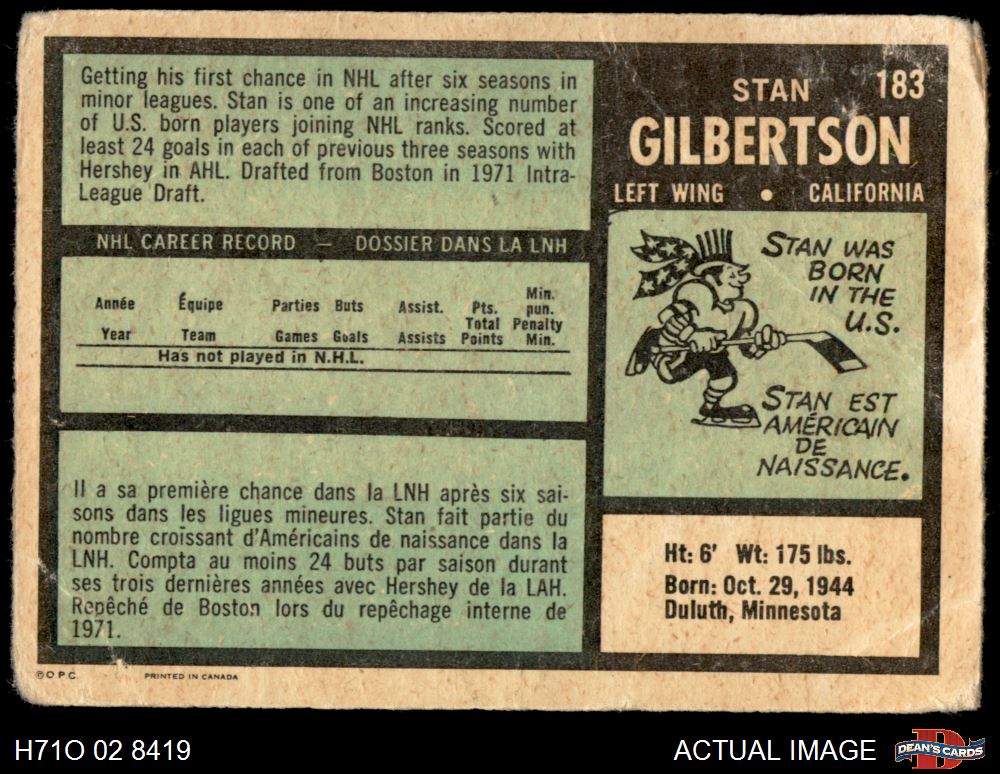 Getting his first chance in NHL after six seasons in
minor leagues. Stan is one of an increasing number
of U.S. born players joining NHL ranks. Scored at
least 24 goals in each of previous three seasons with
Hershey in AHL. Drafted from Boston in 1971 Intra-
League Draft.
STAN 183
GILBERTSON
LEFT WING • CALIFORNIA
NHL CAREER RECORD — DOSSIER DANS LA LNH
Année Équipe Parties Buts Assist. Pts. Min. pun.
Year Team Games Goals Assists Total Points Penalty Min.
Has not played in N.H.L.
STAN WAS
BORN
IN THE
U.S.
STAN EST
AMÉRICAIN
DE
NAISSANCE.
Il a sa première chance dans la LNH après six sai-
sons dans les ligues mineures. Stan fait partie du
nombre croissant d'Américains de naissance dans la
LNH. Compta au moins 24 buts par saison durant
ses trois dernières années avec Hershey de la LAH.
Repêché de Boston lors du repêchage interne de
1971.
Ht: 6' Wt: 175 lbs.
Born: Oct. 29, 1944
Duluth, Minnesota
© O.P.C. PRINTED IN CANADA
H71O 02 8419 ACTUAL IMAGE D DEAN'S CARDS